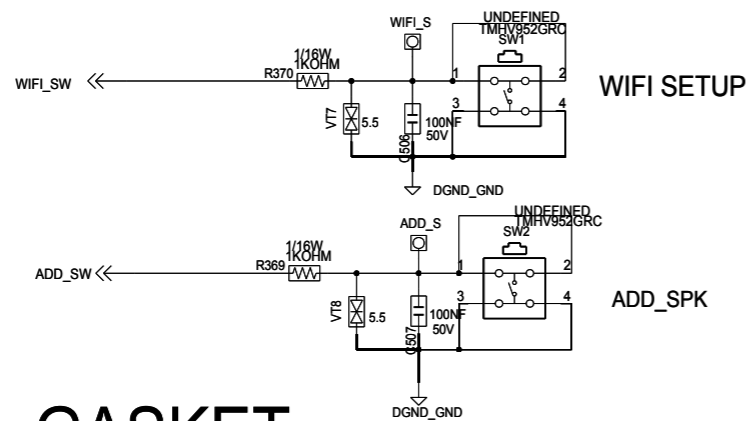 WIFI_S
UNDEFINED
TMHV952GRC
SW1
1/16W
1KOHM
R370
WIFI_SW
1
2
WIFI SETUP
3
4
VT7
5.5
100NF
50V
C506
DGND_GND
UNDEFINED
TMHV952GRC
ADD_S
SW2
1/16W
1KOHM
R369
ADD_SW
1
2
ADD_SPK
3
4
VT8
5.5
100NF
50V
C507
DGND_GND
GASKET